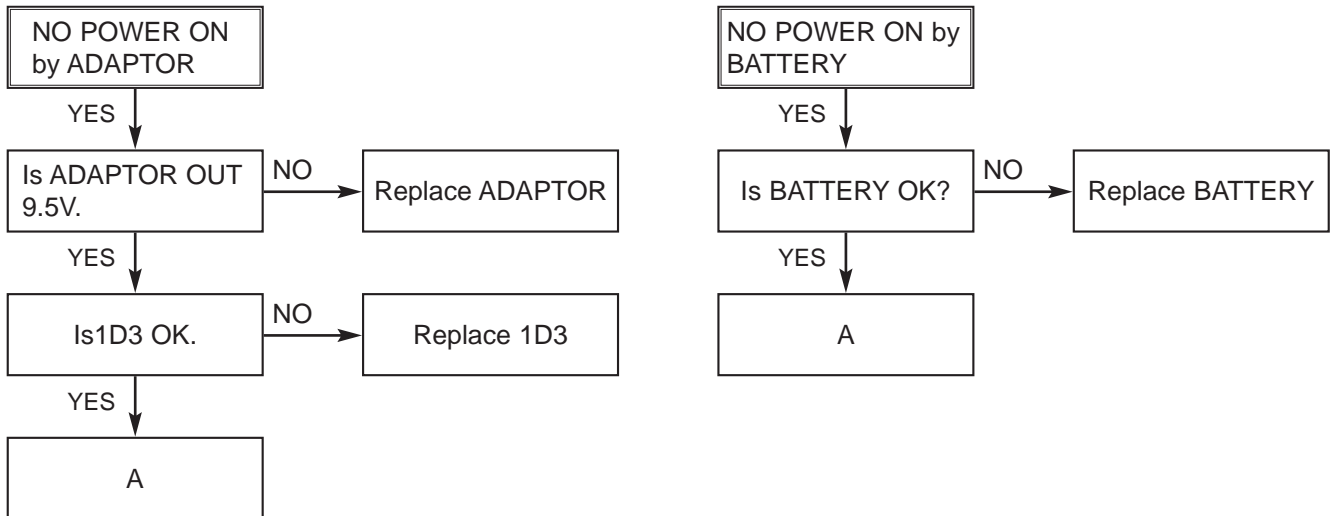 NO POWER ON
by ADAPTOR
YES
Is ADAPTOR OUT
9.5V.
NO
Replace ADAPTOR
YES
Is1D3 OK.
NO
Replace 1D3
YES
A
NO POWER ON by
BATTERY
YES
Is BATTERY OK?
NO
Replace BATTERY
YES
A